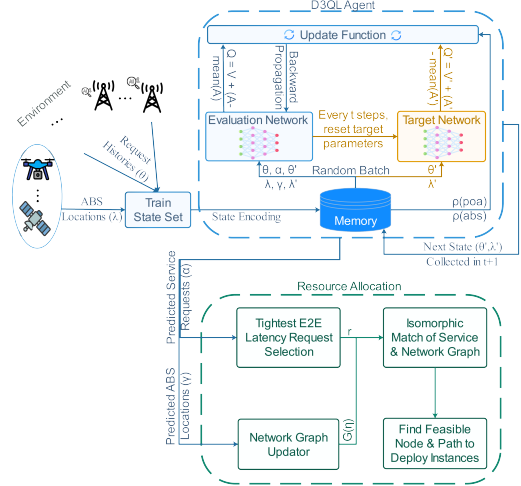 D3QL Agent
Update Function
Q = V + (A-
mean(A)
Backward
Propagation
Q' = V' + (A'-
- mean(A')
Environment
...
...
Evaluation Network
Every t steps,
reset target
parameters
Target Network
Request
Histories (θ)
θ, α, θ'
λ, γ, λ'
Random Batch
θ'
λ'
ABS
Locations (λ)
Train
State Set
State Encoding
Memory
ρ(poa)
ρ(abs)
Next State (θ',λ')
Collected in t+1
Predicted Service
Requests (α)
Resource Allocation
Tightest E2E
Latency Request
Selection
r
Isomorphic
Match of Service
& Network Graph
Predicted ABS
Locations (γ)
Network Graph
Updator
G(η)
Find Feasible
Node & Path to
Deploy Instances